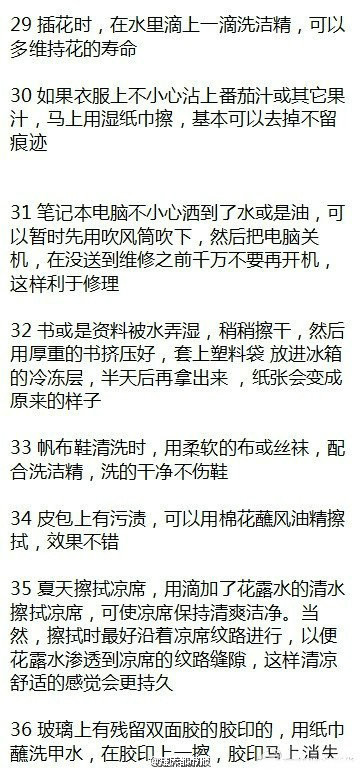 29 插花时，在水里滴上一滴洗洁精，可以
多维持花的寿命
30 如果衣服上不小心沾上番茄汁或其它果
汁，马上用湿纸巾擦，基本可以去掉不留
痕迹
31 笔记本电脑不小心洒到了水或是油，可
以暂时先用吹风筒吹下，然后把电脑关
机，在没送到维修之前千万不要再开机，
这样利于修理
32 书或是资料被水弄湿，稍稍擦干，然后
用厚重的书挤压好，套上塑料袋 放进冰箱
的冷冻层，半天后再拿出来 ，纸张会变成
原来的样子
33 帆布鞋清洗时，用柔软的布或丝袜，配
合洗洁精，洗的干净不伤鞋
34 皮包上有污渍，可以用棉花蘸风油精擦
拭，效果不错
35 夏天擦拭凉席，用滴加了花露水的清水
擦拭凉席，可使凉席保持清爽洁净。当
然，擦拭时最好沿着凉席纹路进行，以便
花露水渗透到凉席的纹路缝隙，这样清凉
舒适的感觉会更持久
36 玻璃上有残留双面胶的胶印的，用纸巾
蘸洗甲水，在胶印上一擦，胶印马上消失